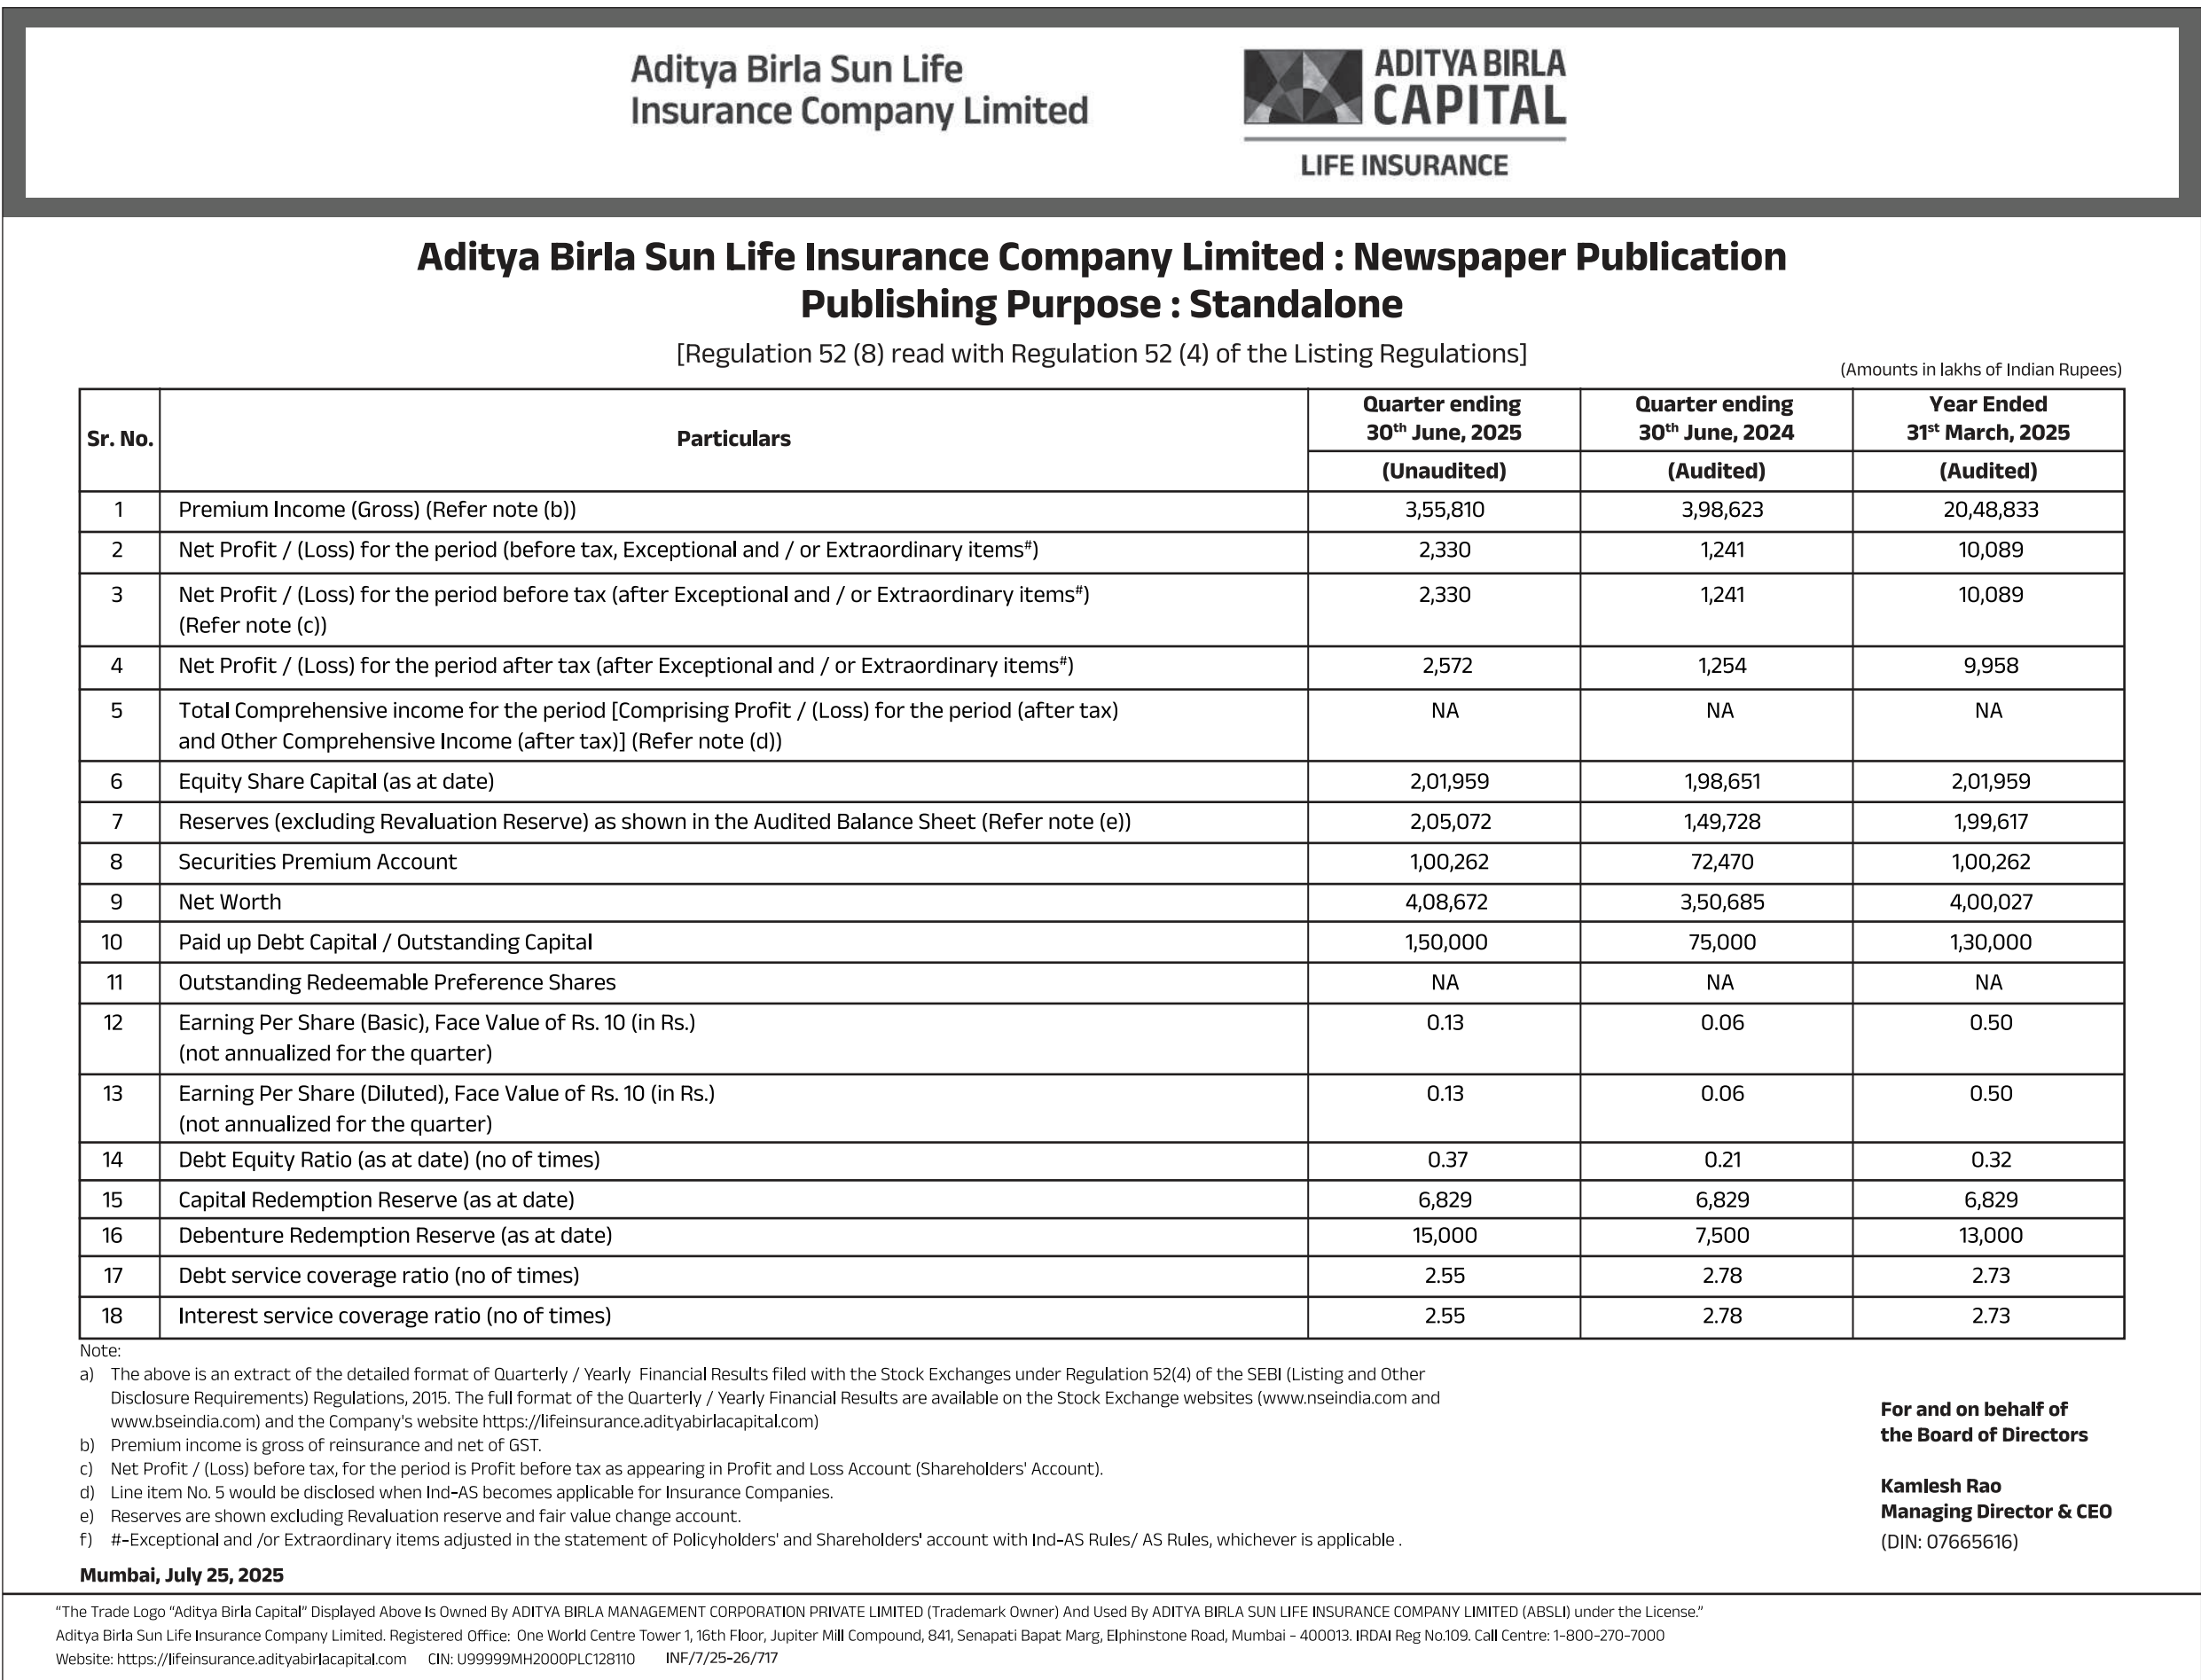 Aditya Birla Sun Life
Insurance Company Limited
ADITYA BIRLA
CAPITAL
LIFE INSURANCE
Aditya Birla Sun Life Insurance Company Limited : Newspaper Publication
Publishing Purpose : Standalone
[Regulation 52 (8) read with Regulation 52 (4) of the Listing Regulations]
(Amounts in lakhs of Indian Rupees)
Sr. No. Particulars Quarter ending 30th June, 2025 Quarter ending 30th June, 2024 Year Ended 31st March, 2025
(Unaudited) (Audited) (Audited)
1 Premium Income (Gross) (Refer note (b)) 3,55,810 3,98,623 20,48,833
2 Net Profit / (Loss) for the period (before tax, Exceptional and / or Extraordinary items#) 2,330 1,241 10,089
3 Net Profit / (Loss) for the period before tax (after Exceptional and / or Extraordinary items#) 2,330 1,241 10,089
(Refer note (c))
4 Net Profit / (Loss) for the period after tax (after Exceptional and / or Extraordinary items#) 2,572 1,254 9,958
5 Total Comprehensive income for the period [Comprising Profit / (Loss) for the period (after tax) NA NA NA
and Other Comprehensive Income (after tax)] (Refer note (d))
6 Equity Share Capital (as at date) 2,01,959 1,98,651 2,01,959
7 Reserves (excluding Revaluation Reserve) as shown in the Audited Balance Sheet (Refer note (e)) 2,05,072 1,49,728 1,99,617
8 Securities Premium Account 1,00,262 72,470 1,00,262
9 Net Worth 4,08,672 3,50,685 4,00,027
10 Paid up Debt Capital / Outstanding Capital 1,50,000 75,000 1,30,000
11 Outstanding Redeemable Preference Shares NA NA NA
12 Earning Per Share (Basic), Face Value of Rs. 10 (in Rs.) 0.13 0.06 0.50
(not annualized for the quarter)
13 Earning Per Share (Diluted), Face Value of Rs. 10 (in Rs.) 0.13 0.06 0.50
(not annualized for the quarter)
14 Debt Equity Ratio (as at date) (no of times) 0.37 0.21 0.32
15 Capital Redemption Reserve (as at date) 6,829 6,829 6,829
16 Debenture Redemption Reserve (as at date) 15,000 7,500 13,000
17 Debt service coverage ratio (no of times) 2.55 2.78 2.73
18 Interest service coverage ratio (no of times) 2.55 2.78 2.73
Note:
a) The above is an extract of the detailed format of Quarterly / Yearly Financial Results filed with the Stock Exchanges under Regulation 52(4) of the SEBI (Listing and Other
Disclosure Requirements) Regulations, 2015. The full format of the Quarterly / Yearly Financial Results are available on the Stock Exchange websites (www.nseindia.com and
www.bseindia.com) and the Company's website https://lifeinsurance.adityabirlacapital.com)
b) Premium income is gross of reinsurance and net of GST.
c) Net Profit / (Loss) before tax, for the period is Profit before tax as appearing in Profit and Loss Account (Shareholders' Account).
d) Line item No. 5 would be disclosed when Ind-AS becomes applicable for Insurance Companies.
e) Reserves are shown excluding Revaluation reserve and fair value change account.
f) #-Exceptional and /or Extraordinary items adjusted in the statement of Policyholders' and Shareholders' account with Ind-AS Rules/ AS Rules, whichever is applicable .
For and on behalf of
the Board of Directors
Kamlesh Rao
Managing Director & CEO
(DIN: 07665616)
Mumbai, July 25, 2025
"The Trade Logo "Aditya Birla Capital" Displayed Above Is Owned By ADITYA BIRLA MANAGEMENT CORPORATION PRIVATE LIMITED (Trademark Owner) And Used By ADITYA BIRLA SUN LIFE INSURANCE COMPANY LIMITED (ABSLI) under the License."
Aditya Birla Sun Life Insurance Company Limited. Registered Office: One World Centre Tower 1, 16th Floor, Jupiter Mill Compound, 841, Senapati Bapat Marg, Elphinstone Road, Mumbai - 400013. IRDAI Reg No.109. Call Centre: 1-800-270-7000
Website: https://lifeinsurance.adityabirlacapital.com CIN: U99999MH2000PLC128110 INF/7/25-26/717